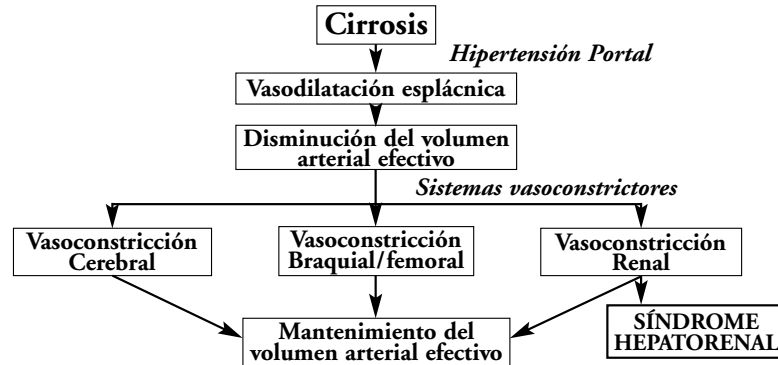 Cirrosis
Hipertensión Portal
Vasodilatación esplácnica
Disminución del volumen
arterial efectivo
Sistemas vasoconstrictores
Vasoconstricción
Cerebral
Vasoconstricción
Braquial/femoral
Vasoconstricción
Renal
Mantenimiento del
volumen arterial efectivo
SÍNDROME
HEPATORENAL